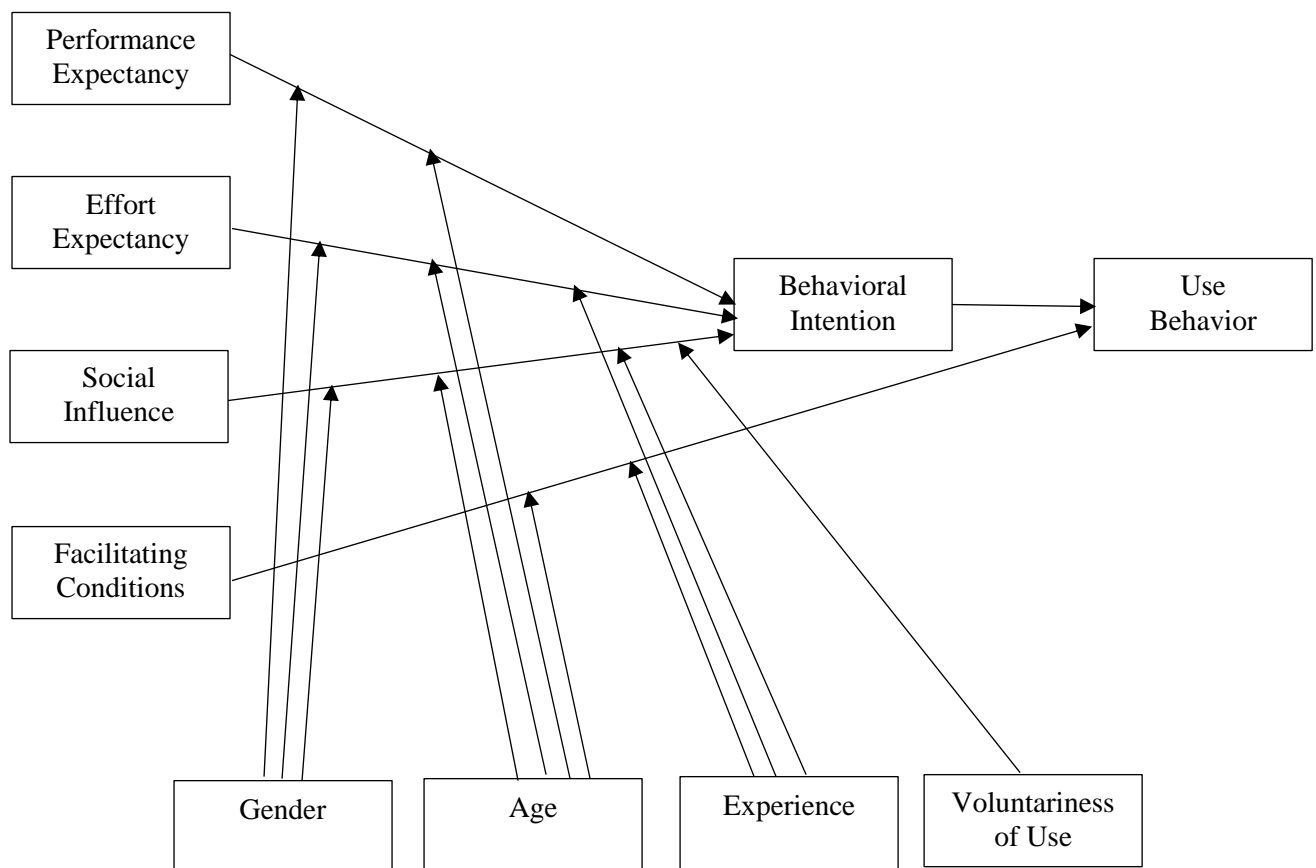 Performance
Expectancy
Effort
Expectancy
Social
Influence
Facilitating
Conditions
Behavioral
Intention
Use
Behavior
Gender
Age
Experience
Voluntariness
of Use